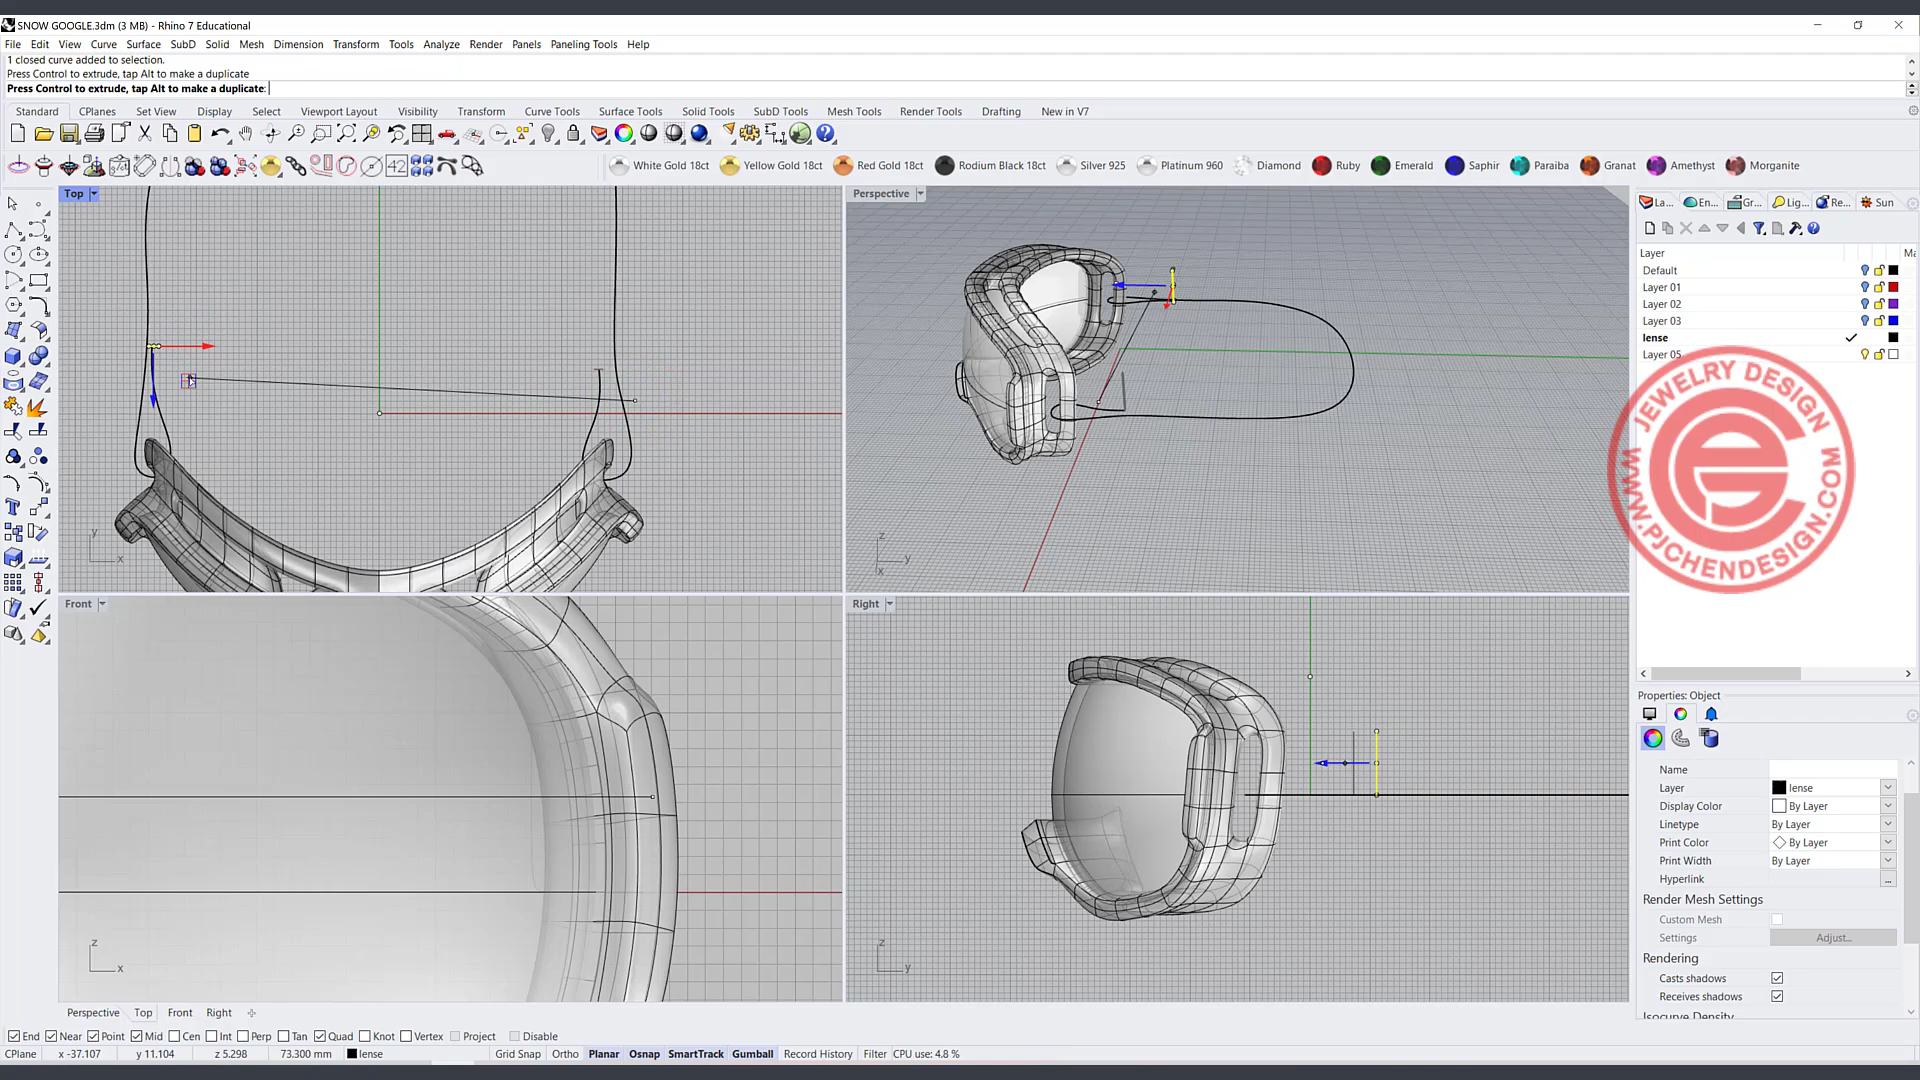 SNOW GOOGLE.3dm (3 MB) - Rhino 7 Educational
File Edit View Curve Surface SubD Solid Mesh Dimension Transform Tools Analyze Render Panels Paneling Tools Help
1 closed curve added to selection.
Press Control to extrude, tap Alt to make a duplicate
Press Control to extrude, tap Alt to make a duplicate:
Standard CPlanes Set View Display Select Viewport Layout Visibility Transform Curve Tools Surface Tools Solid Tools SubD Tools Mesh Tools Render Tools Drafting New in V7
42 White Gold 18ct Yellow Gold 18ct Red Gold 18ct Rodium Black 18ct Silver 925 Platinum 960 Diamond Ruby Emerald Saphir Paraiba Granat Amethyst Morganite
Top
Perspective
La... En... Gr... Lig... Re... Sun
Layer Ma
Default
Layer 01
Layer 02
Layer 03
lense
Layer 05
JEWELRY DESIGN
WWW.PJCHENDESIGN.COM
y x
z y x
Front
Right
z x
z y
Properties: Object
Name
Layer lense
Display Color By Layer
Linetype By Layer
Print Color By Layer
Print Width By Layer
Hyperlink ...
Render Mesh Settings
Custom Mesh
Settings Adjust...
Rendering
Casts shadows
Receives shadows
Isocurve Density
Perspective Top Front Right
End Near Point Mid Cen Int Perp Tan Quad Knot Vertex Project Disable
CPlane x -37.107 y 11.104 z 5.298 73.300 mm lense Grid Snap Ortho Planar Osnap SmartTrack Gumball Record History Filter CPU use: 4.8 %